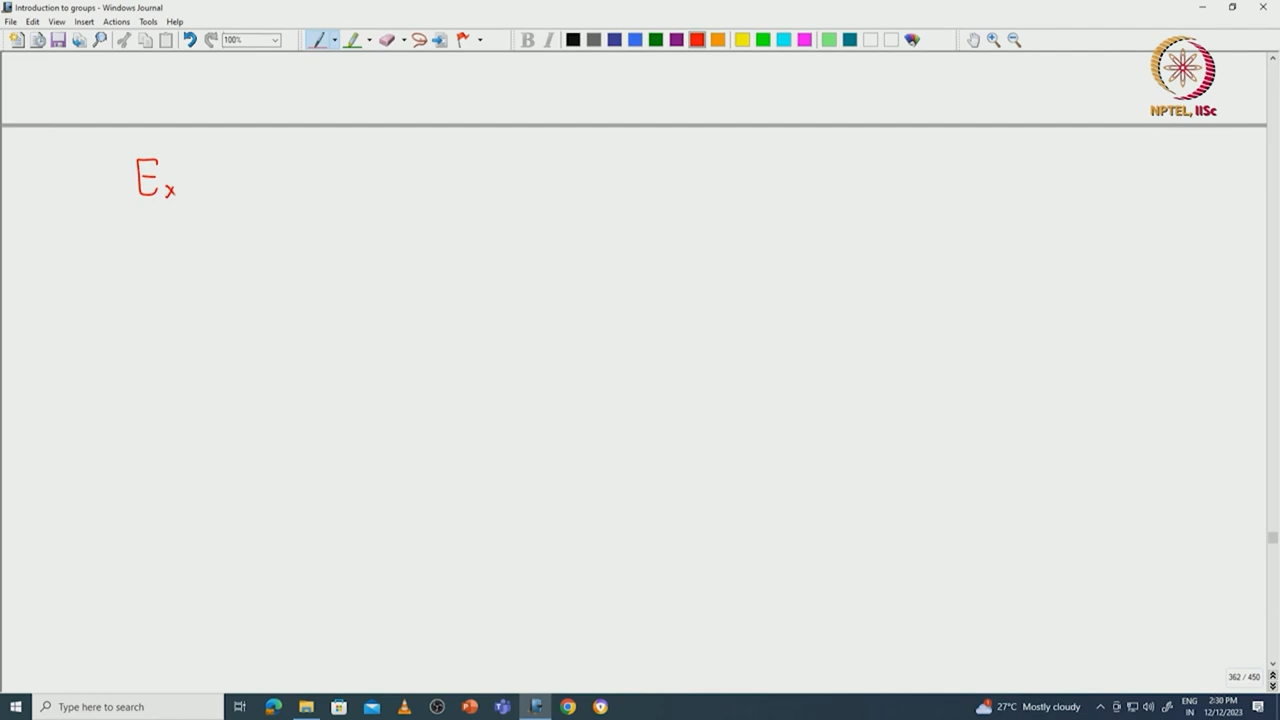 Introduction to groups - Windows Journal
File Edit View Insert Actions Tools Help
100%
B I
NPTEL, IISc
Ex
362 / 450
Type here to search
27°C Mostly cloudy
ENG
IN
2:30 PM
12/12/2023